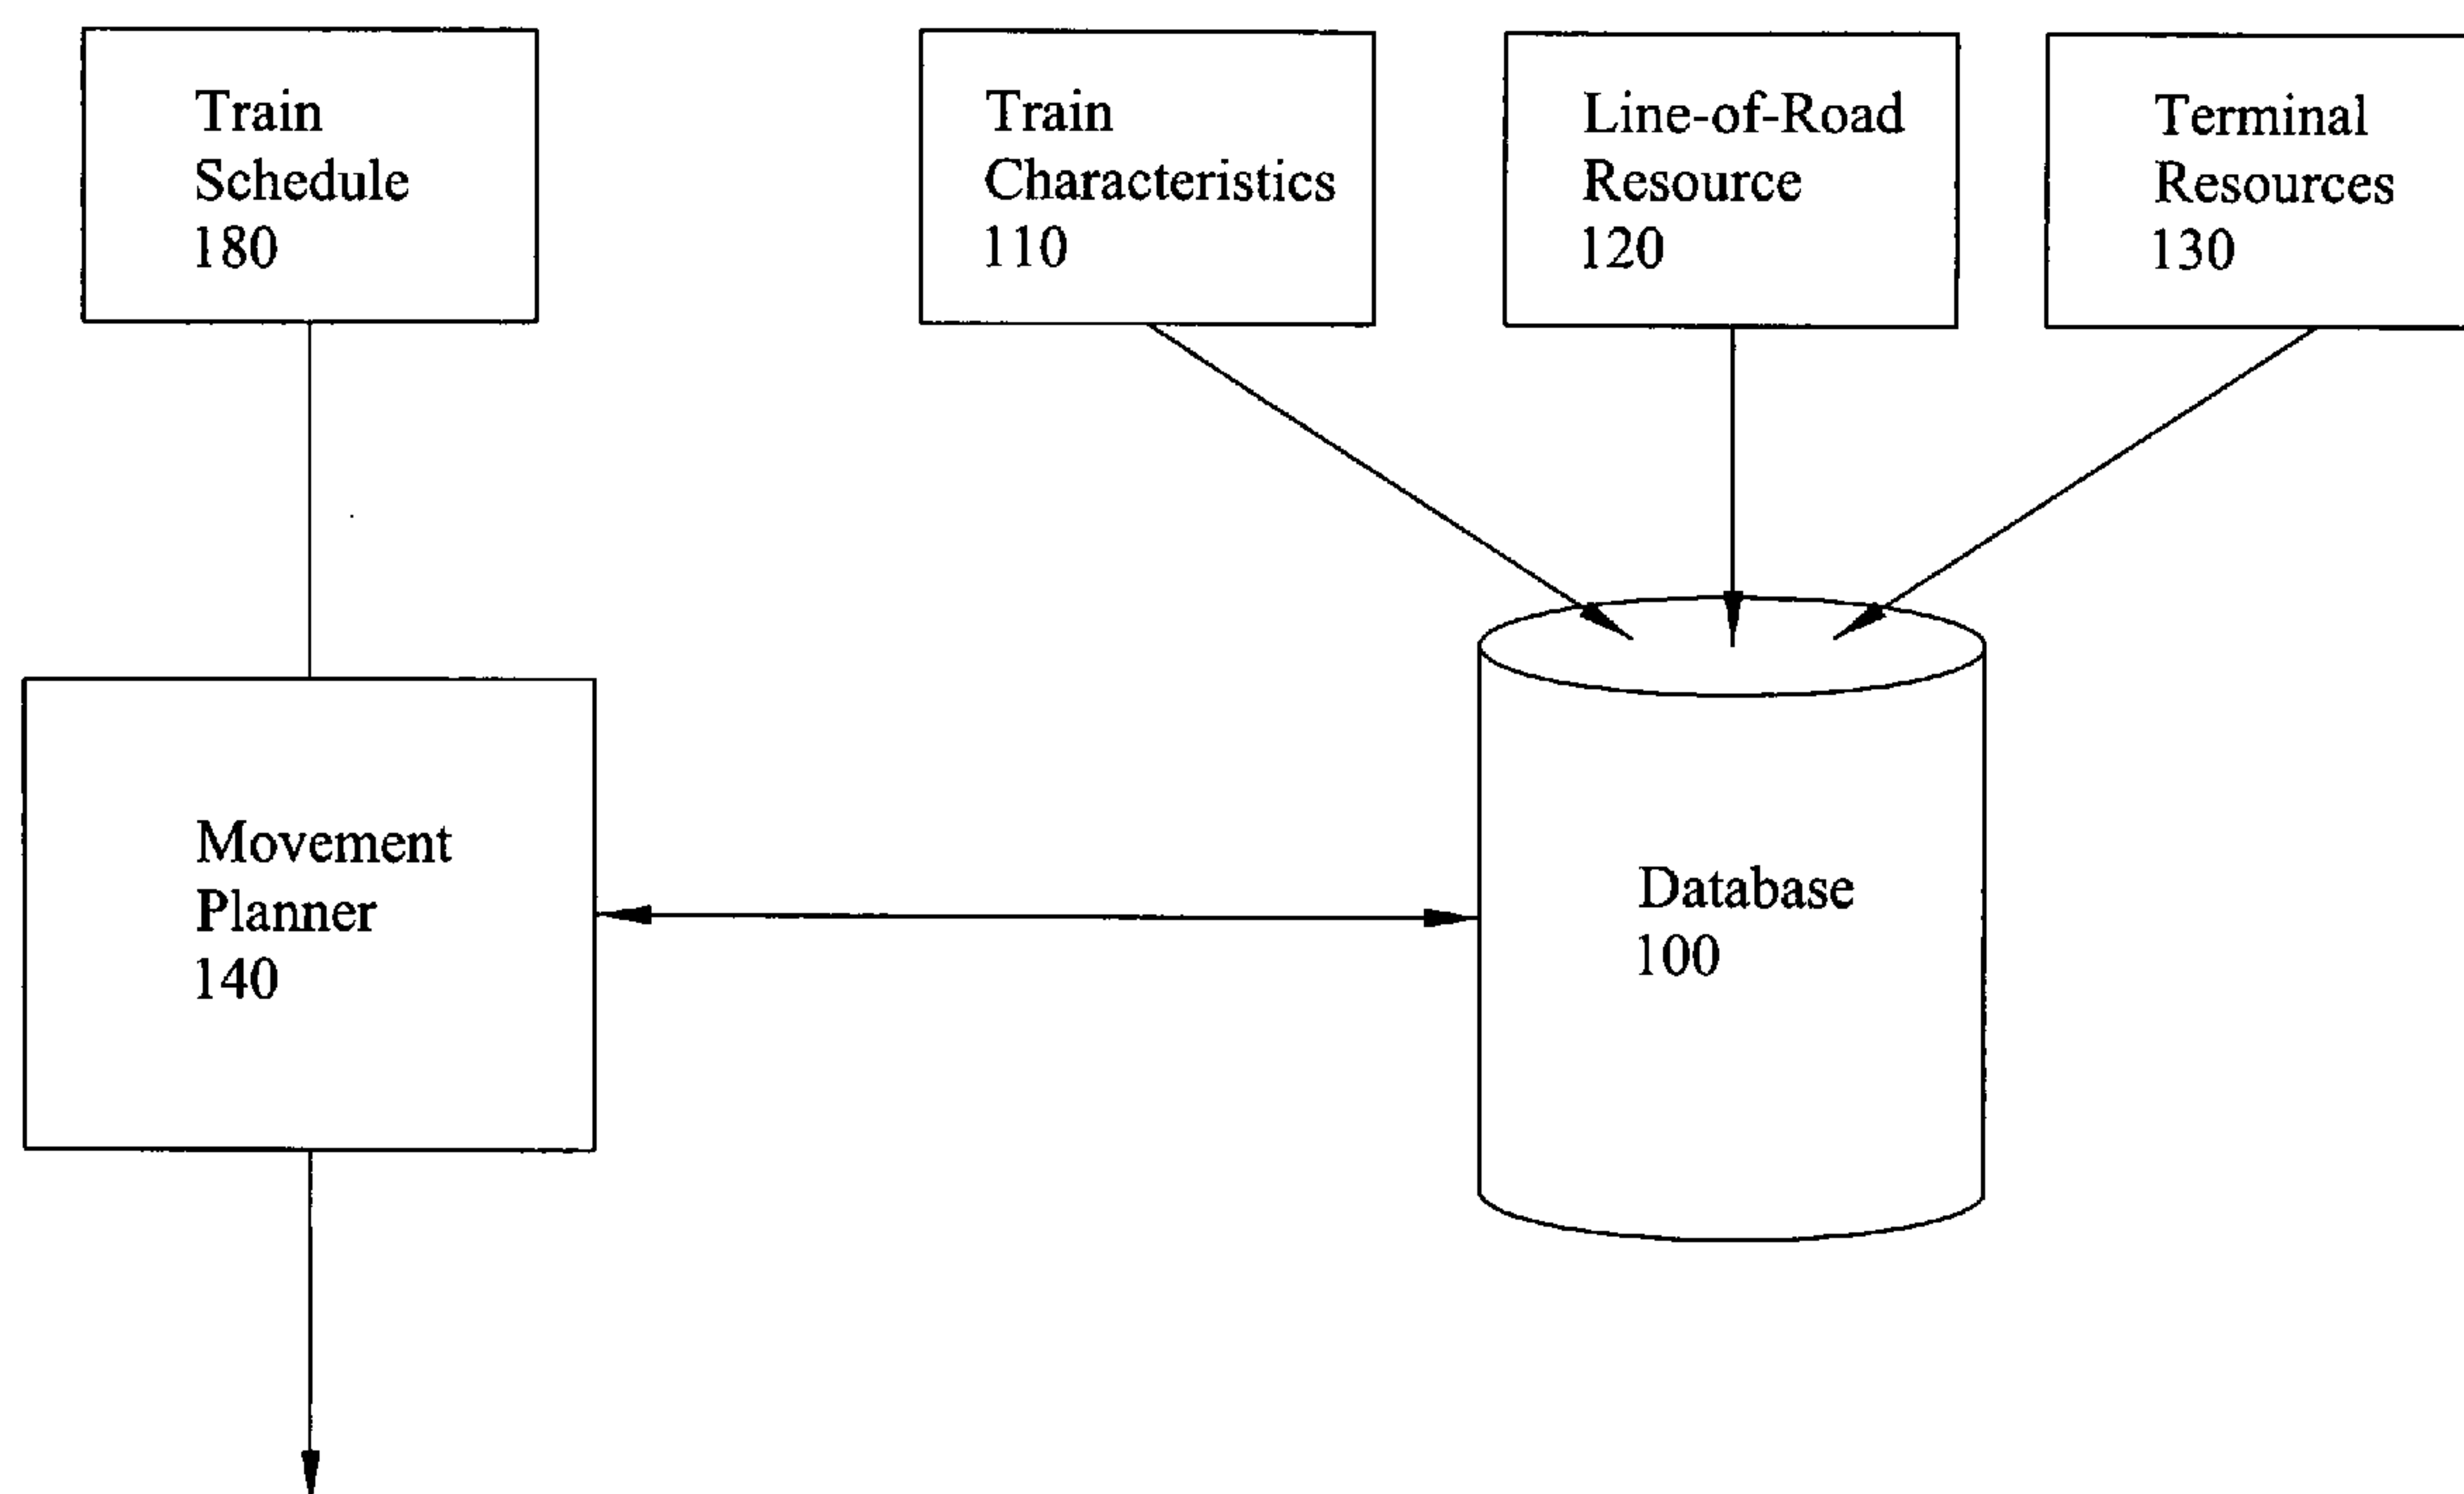 Train
Schedule
180
Train
Characteristics
110
Line-of-Road
Resource
120
Terminal
Resources
130
Movement
Planner
140
Database
100